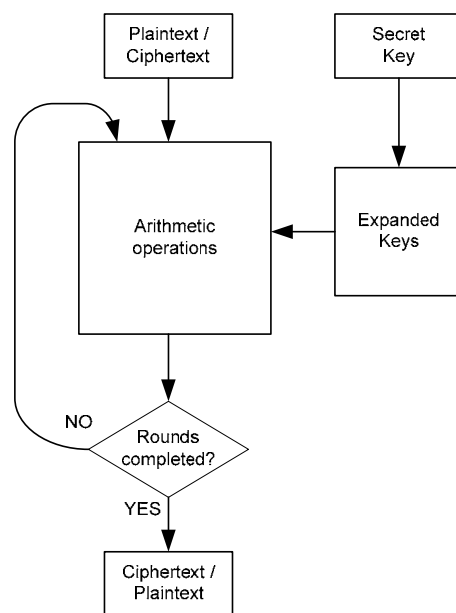 Plaintext /
Ciphertext
Secret
Key
Arithmetic
operations
Expanded
Keys
NO
Rounds
completed?
YES
Ciphertext /
Plaintext